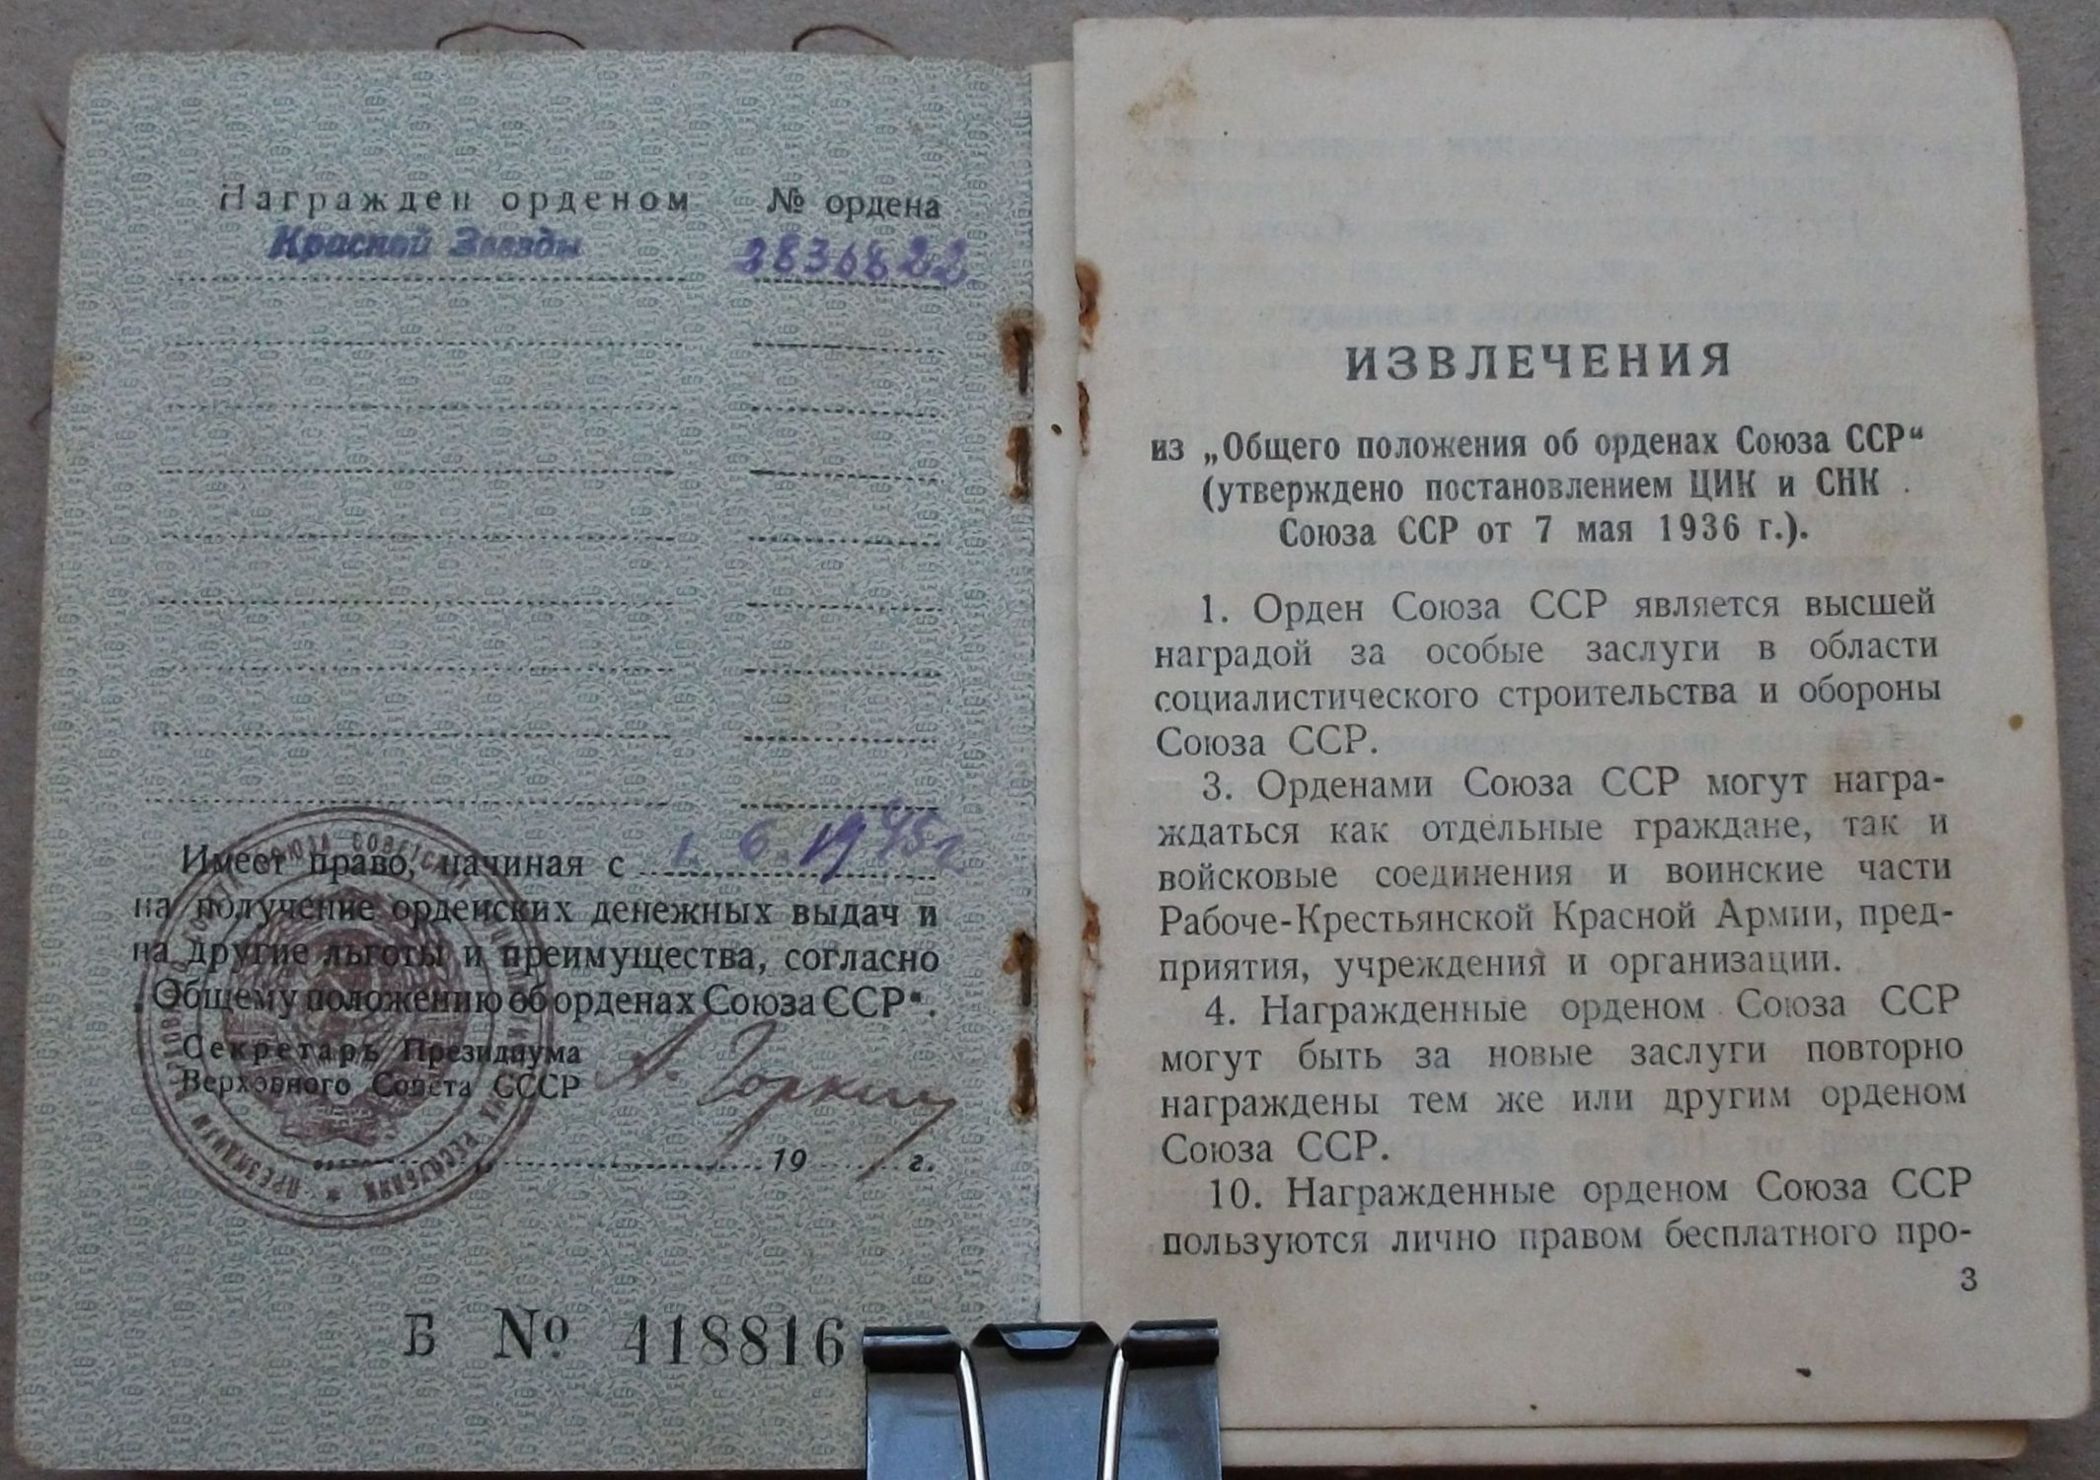 Награжден орденом № ордена
Красной Звезды 2836822
Имеет право, начиная с 1. 6. 1945 г
на получение орденских денежных выдач и
на другие льготы и преимущества, согласно
„Общему положению об орденах Союза ССР“.
Секретарь Президиума
Верховного Совета СССР А. Горкин
19 г.
Б № 418816
ИЗВЛЕЧЕНИЯ
из „Общего положения об орденах Союза ССР“
(утверждено постановлением ЦИК и СНК
Союза ССР от 7 мая 1936 г.).
1. Орден Союза ССР является высшей
наградой за особые заслуги в области
социалистического строительства и обороны
Союза ССР.
3. Орденами Союза ССР могут награ-
ждаться как отдельные граждане, так и
войсковые соединения и воинские части
Рабоче-Крестьянской Красной Армии, пред-
приятия, учреждения и организации.
4. Награжденные орденом Союза ССР
могут быть за новые заслуги повторно
награждены тем же или другим орденом
Союза ССР.
10. Награжденные орденом Союза ССР
пользуются лично правом бесплатного про-
3